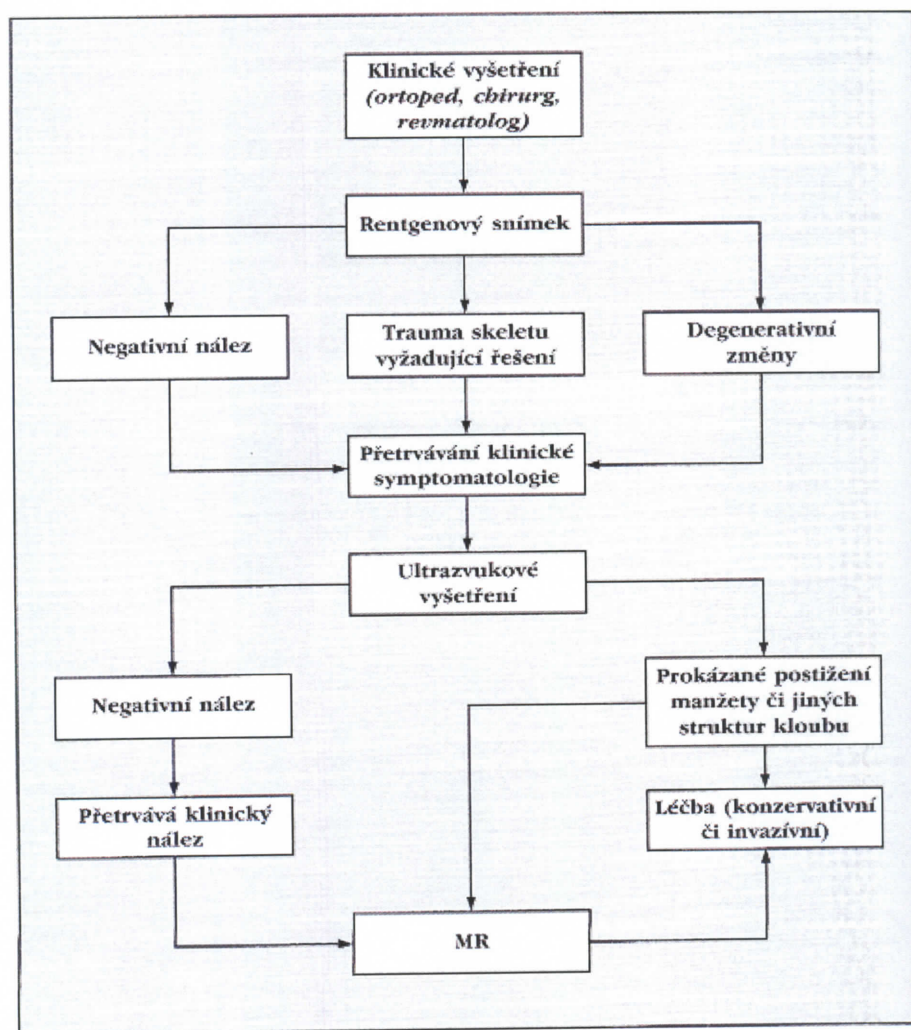 Klinické vyšetření
(ortoped, chirurg,
revmatolog)
Rentgenový snímek
Negativní nález
Trauma skeletu
vyžadující řešení
Degenerativní
změny
Přetrvávání klinické
symptomatologie
Ultrazvukové
vyšetření
Negativní nález
Prokázané postižení
manžety či jiných
struktur kloubu
Přetrvává klinický
nález
Léčba (konzervativní
či invazívní)
MR